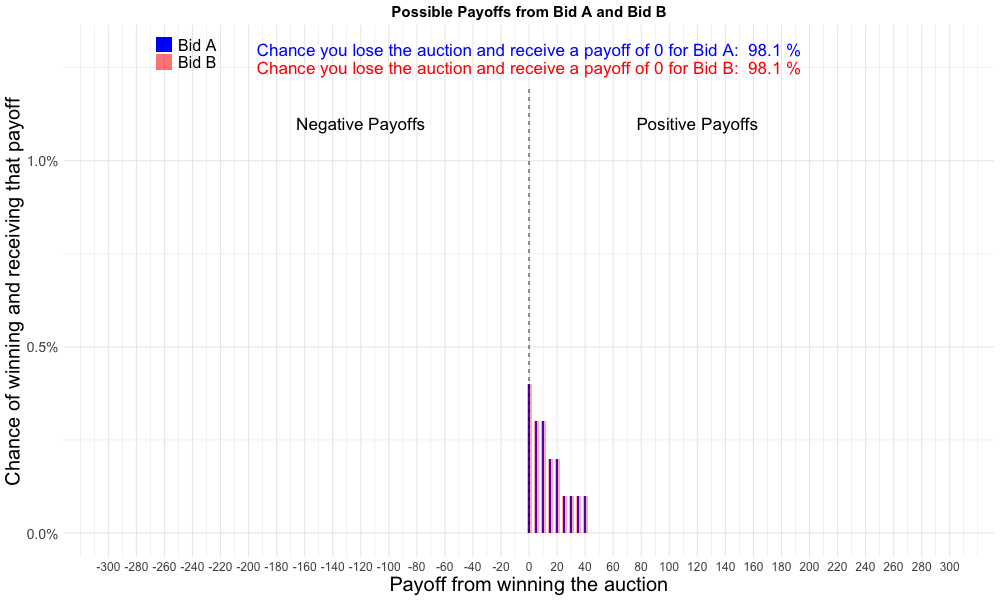 Possible Payoffs from Bid A and Bid B
Bid A
Bid B
Chance you lose the auction and receive a payoff of 0 for Bid A:  98.1 %
Chance you lose the auction and receive a payoff of 0 for Bid B:  98.1 %
Negative Payoffs
Positive Payoffs
Chance of winning and receiving that payoff
1.0%
0.5%
0.0%
-300 -280 -260 -240 -220 -200 -180 -160 -140 -120 -100 -80 -60 -40 -20 0 20 40 60 80 100 120 140 160 180 200 220 240 260 280 300
Payoff from winning the auction